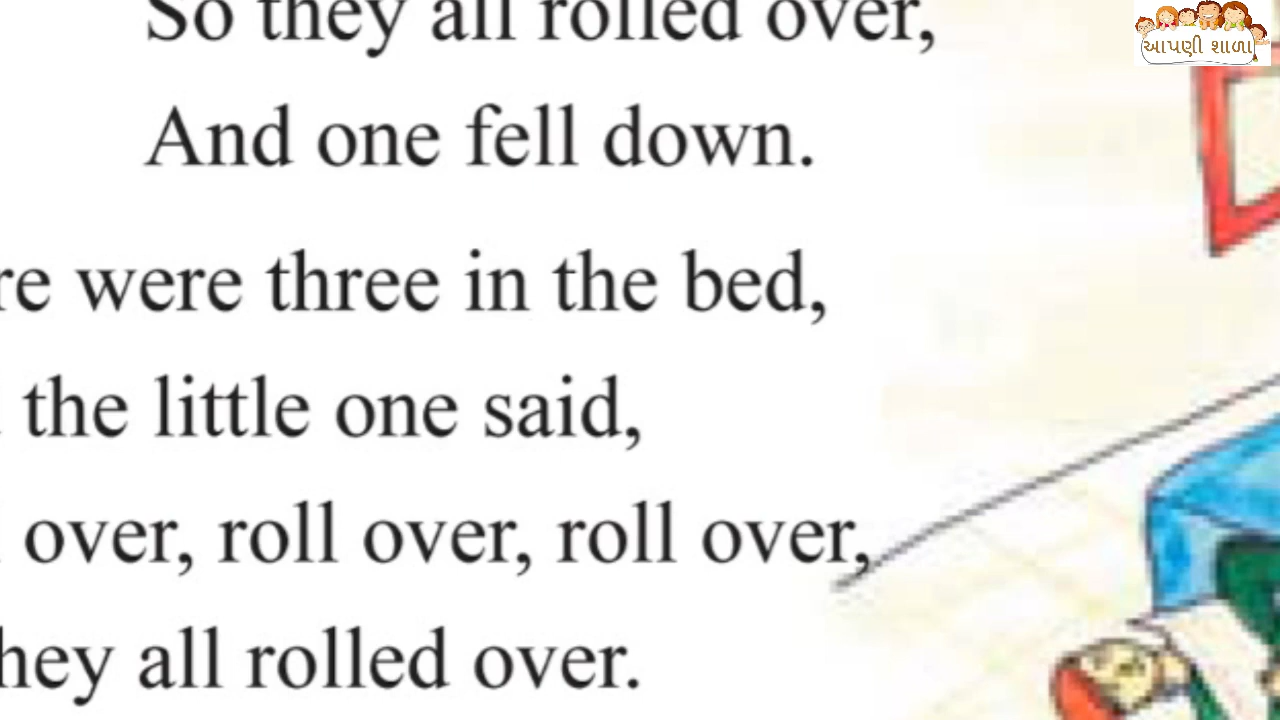 So they all rolled over,
આપણી શાળા
And one fell down.
re were three in the bed,
the little one said,
over, roll over, roll over,
hey all rolled over.